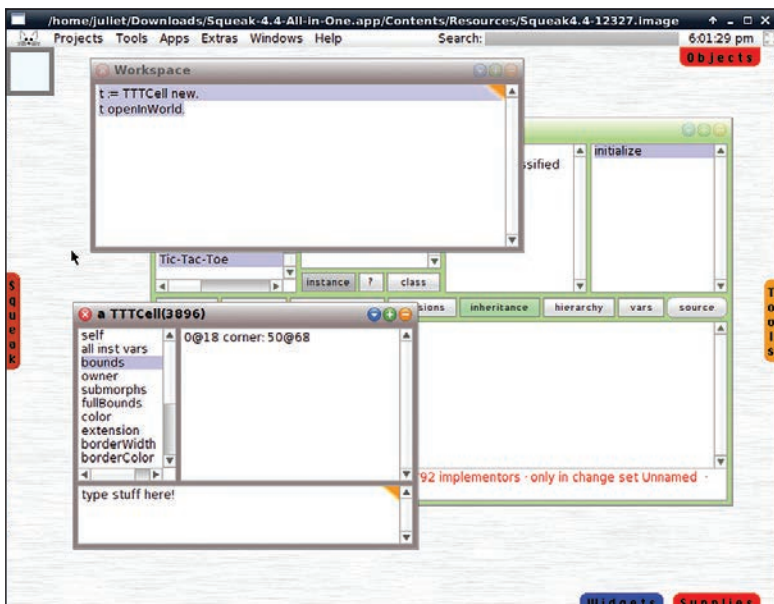 /home/juliet/Downloads/Squeak-4.4-All-in-One.app/Contents/Resources/Squeak4.4-12327.image
Projects Tools Apps Extras Windows Help Search: 6:01:29 pm
Objects
Workspace
t := TTTCell new.
t openInWorld.
initialize
ssified
Tic-Tac-Toe
instance ? class
sions inheritance hierarchy vars source
Squeak
Tools
a TTTCell(3896)
self
all inst vars
bounds
owner
submorphs
fullBounds
color
extension
borderWidth
borderColor
0@18 corner: 50@68
92 implementors · only in change set Unnamed ·
type stuff here!
Widgets Supplies